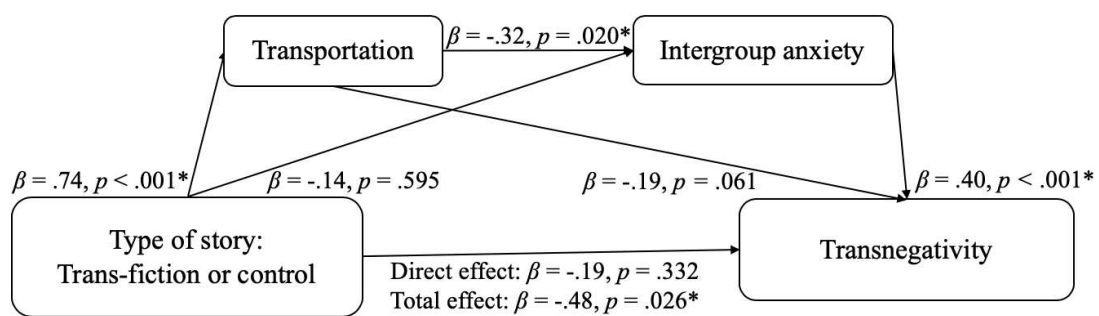 Transportation
β = -.32, p = .020*
Intergroup anxiety
β = .74, p < .001*
β = -.14, p = .595
β = -.19, p = .061
β = .40, p < .001*
Type of story:
Trans-fiction or control
Direct effect: β = -.19, p = .332
Total effect: β = -.48, p = .026*
Transnegativity